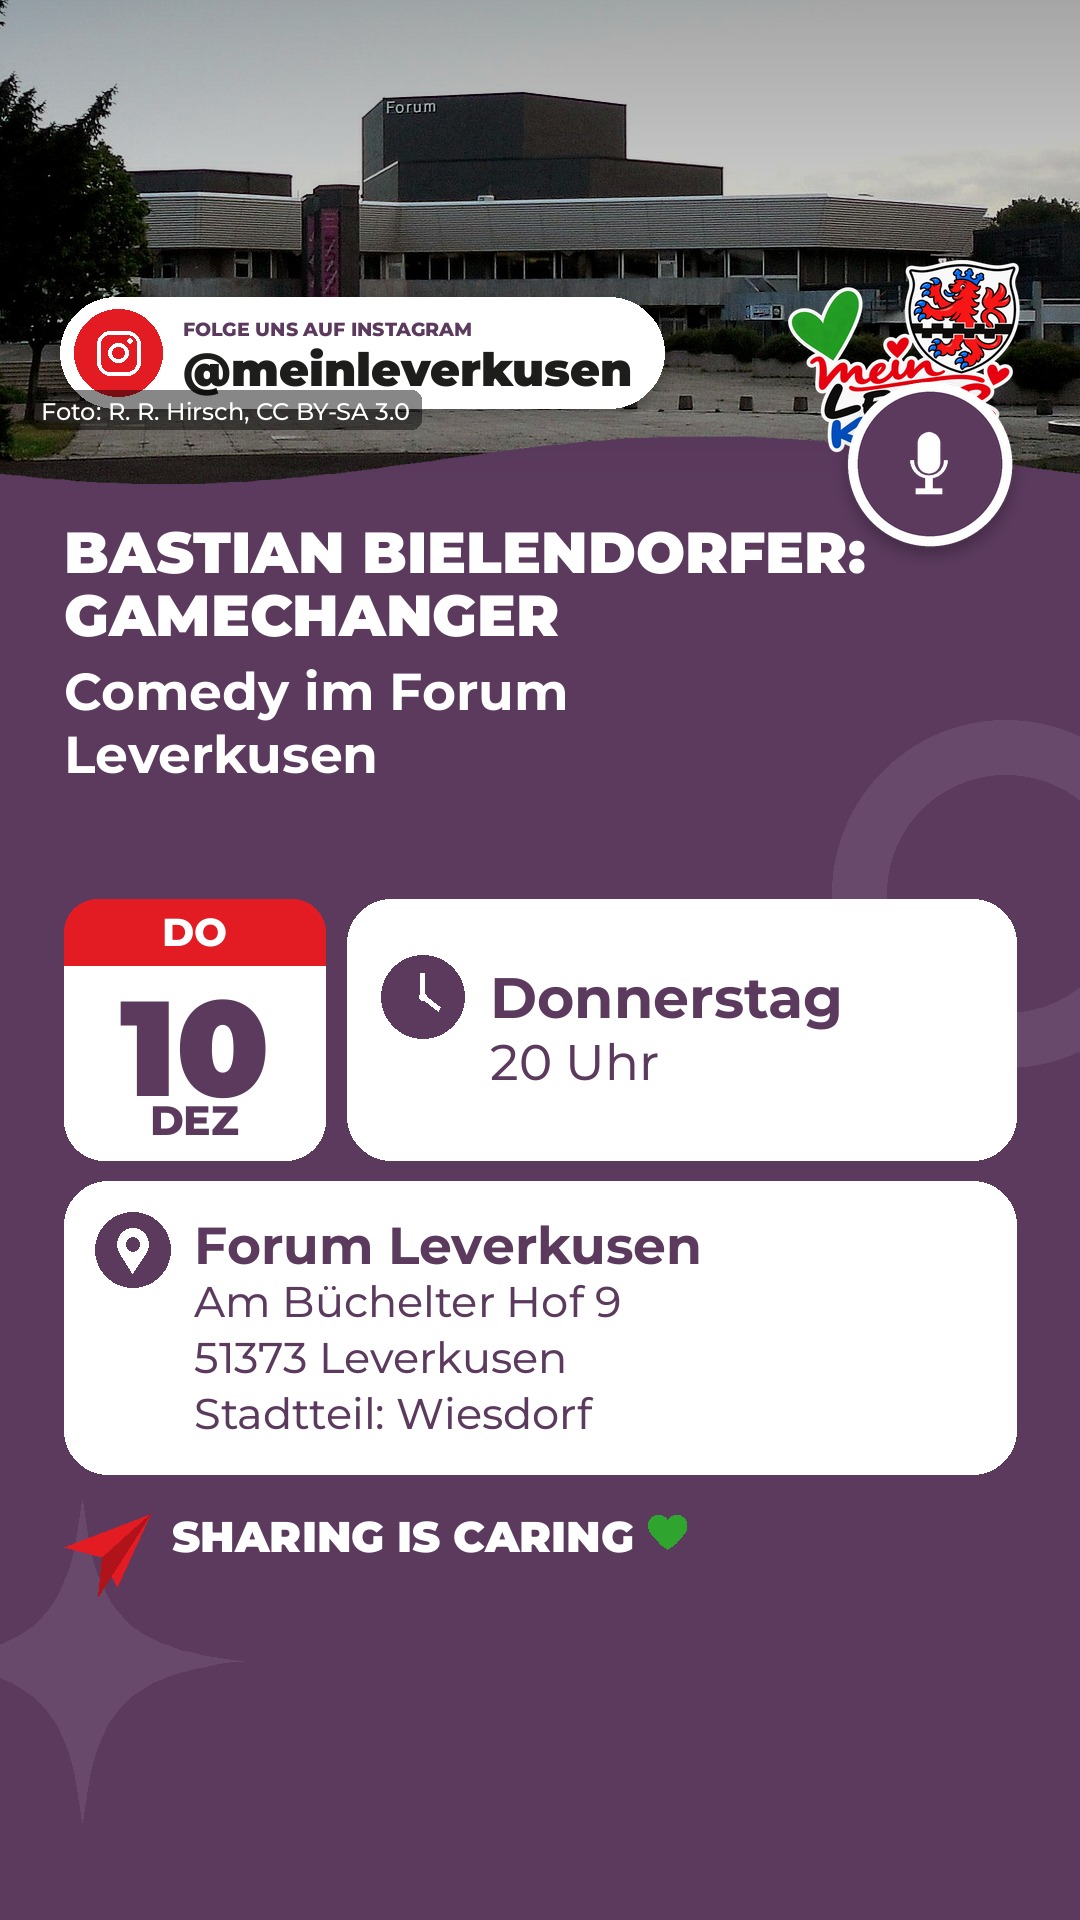 Forum
FOLGE UNS AUF INSTAGRAM
@meinleverkusen
Foto: R. R. Hirsch, CC BY-SA 3.0
mein
BASTIAN BIELENDORFER:
GAMECHANGER
Comedy im Forum
Leverkusen
DO
10
DEZ
Donnerstag
20 Uhr
Forum Leverkusen
Am Büchelter Hof 9
51373 Leverkusen
Stadtteil: Wiesdorf
SHARING IS CARING